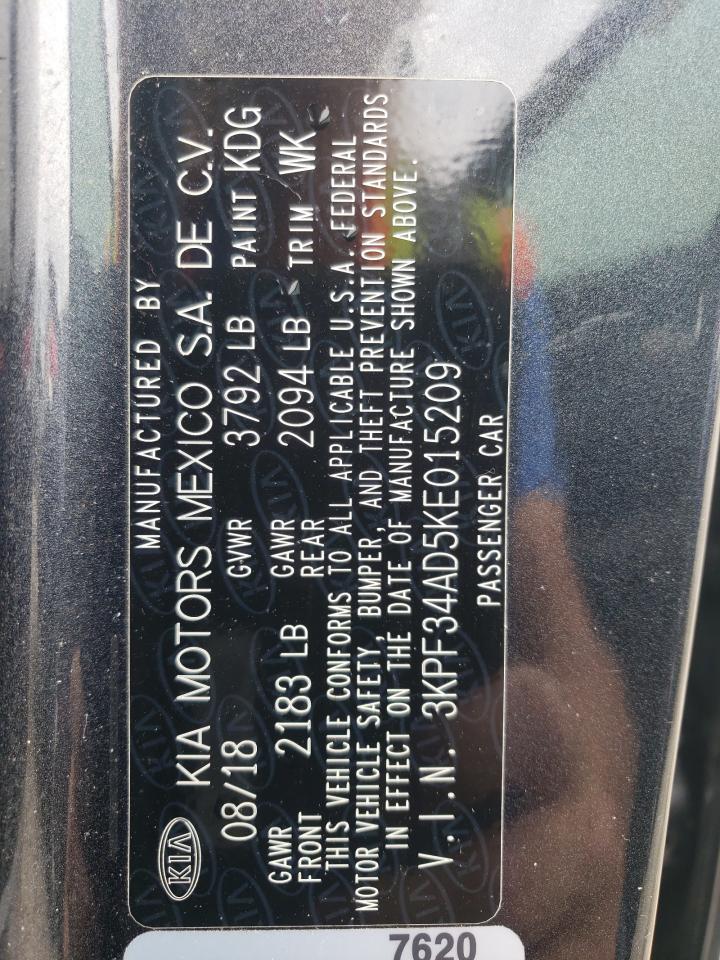 MANUFACTURED BY
KIA KIA MOTORS MEXICO S.A. DE C.V.
08/18 GVWR 3792 LB PAINT KDG
GAWR FRONT 2183 LB GAWR REAR 2094 LB TRIM WK
THIS VEHICLE CONFORMS TO ALL APPLICABLE U.S.A. FEDERAL
MOTOR VEHICLE SAFETY, BUMPER, AND THEFT PREVENTION STANDARDS
IN EFFECT ON THE DATE OF MANUFACTURE SHOWN ABOVE.
V.I.N. 3KPF34AD5KE015209
PASSENGER CAR
7620